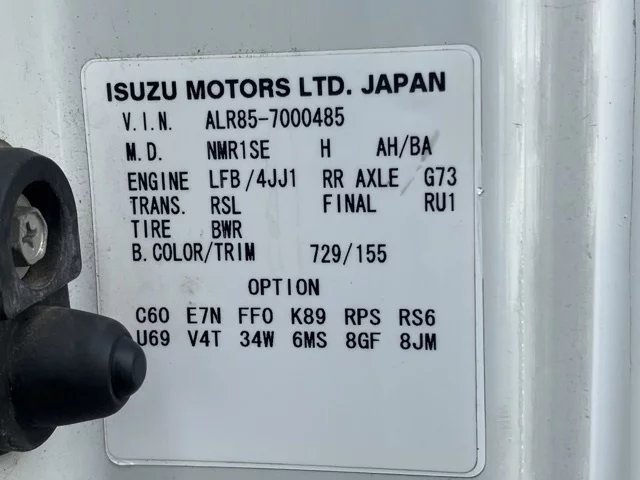 ISUZU MOTORS LTD. JAPAN
V.I.N. ALR85-7000485
M.D. NMR1SE H AH/BA
ENGINE LFB/4JJ1 RR AXLE G73
TRANS. RSL FINAL RU1
TIRE BWR
B.COLOR/TRIM 729/155
OPTION
C60 E7N FF0 K89 RPS RS6
U69 V4T 34W 6MS 8GF 8JM